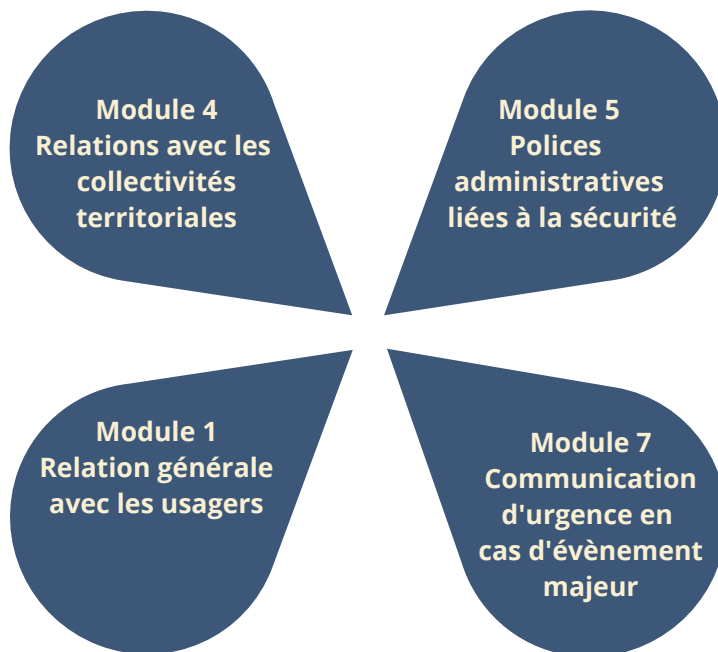 Module 4
Relations avec les
collectivités
territoriales
Module 5
Polices
administratives
liées à la sécurité
Module 1
Relation générale
avec les usagers
Module 7
Communication
d'urgence en
cas d'évènement
majeur